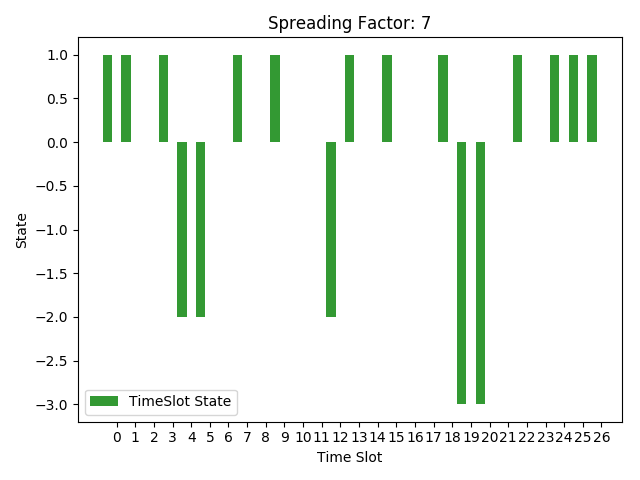 Spreading Factor: 7
1.0
0.5
0.0
−0.5
−1.0
−1.5
−2.0
−2.5
−3.0
State
TimeSlot State
0 1 2 3 4 5 6 7 8 9 10 11 12 13 14 15 16 17 18 19 20 21 22 23 24 25 26
Time Slot